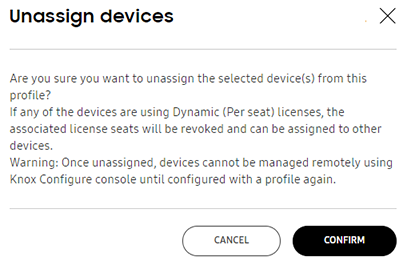 Unassign devices
Are you sure you want to unassign the selected device(s) from this
profile?
If any of the devices are using Dynamic (Per seat) licenses, the
associated license seats will be revoked and can be assigned to other
devices.
Warning: Once unassigned, devices cannot be managed remotely using
Knox Configure console until configured with a profile again.
CANCEL
CONFIRM